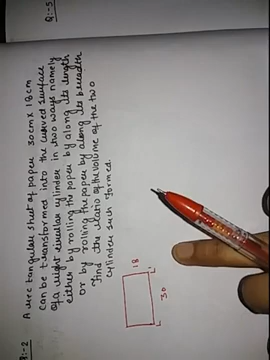 Q:-2
A rectangular sheet of paper 30cm X 18cm
can be transformed into the curved surface
of a right circular cylinder in two ways namely
either by rolling the paper by along its length
or by rolling the paper by along its breadth
Find the ratio of the volume of the two
cylinders such formed.
18
30
Q:-5